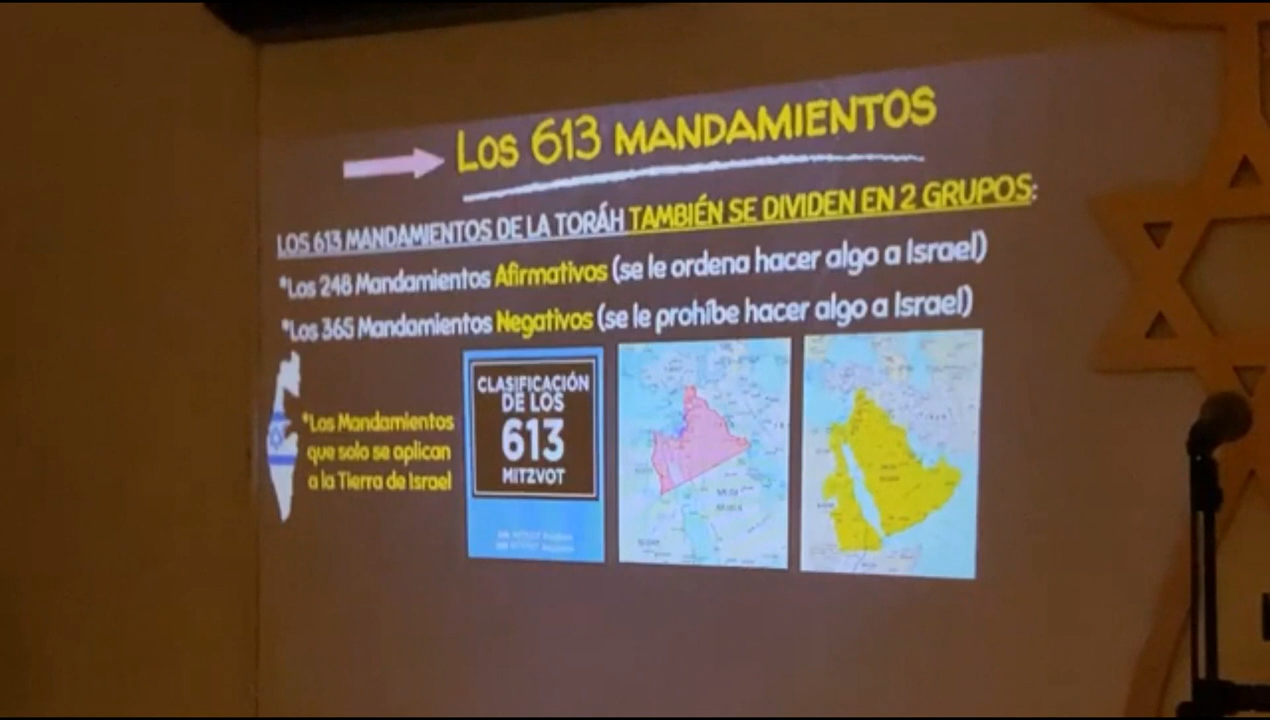 Los 613 MANDAMIENTOS
LOS 613 MANDAMIENTOS DE LA TORÁH TAMBIÉN SE DIVIDEN EN 2 GRUPOS:
*Los 248 Mandamientos Afirmativos (se le ordena hacer algo a Israel)
*Los 365 Mandamientos Negativos (se le prohíbe hacer algo a Israel)
*Los Mandamientos
que solo se aplican
a la Tierra de Israel
CLASIFICACIÓN
DE LOS
613
MITZVOT